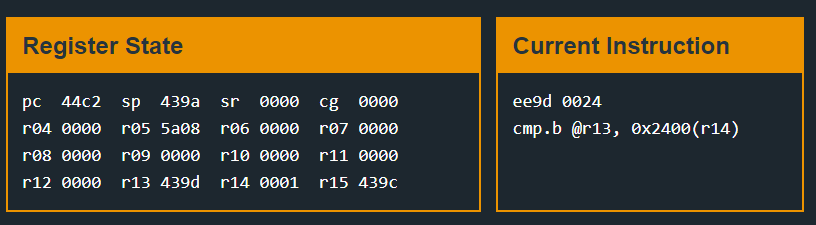 Register State
pc  44c2  sp  439a  sr  0000  cg  0000
r04 0000  r05 5a08  r06 0000  r07 0000
r08 0000  r09 0000  r10 0000  r11 0000
r12 0000  r13 439d  r14 0001  r15 439c
Current Instruction
ee9d 0024
cmp.b @r13, 0x2400(r14)